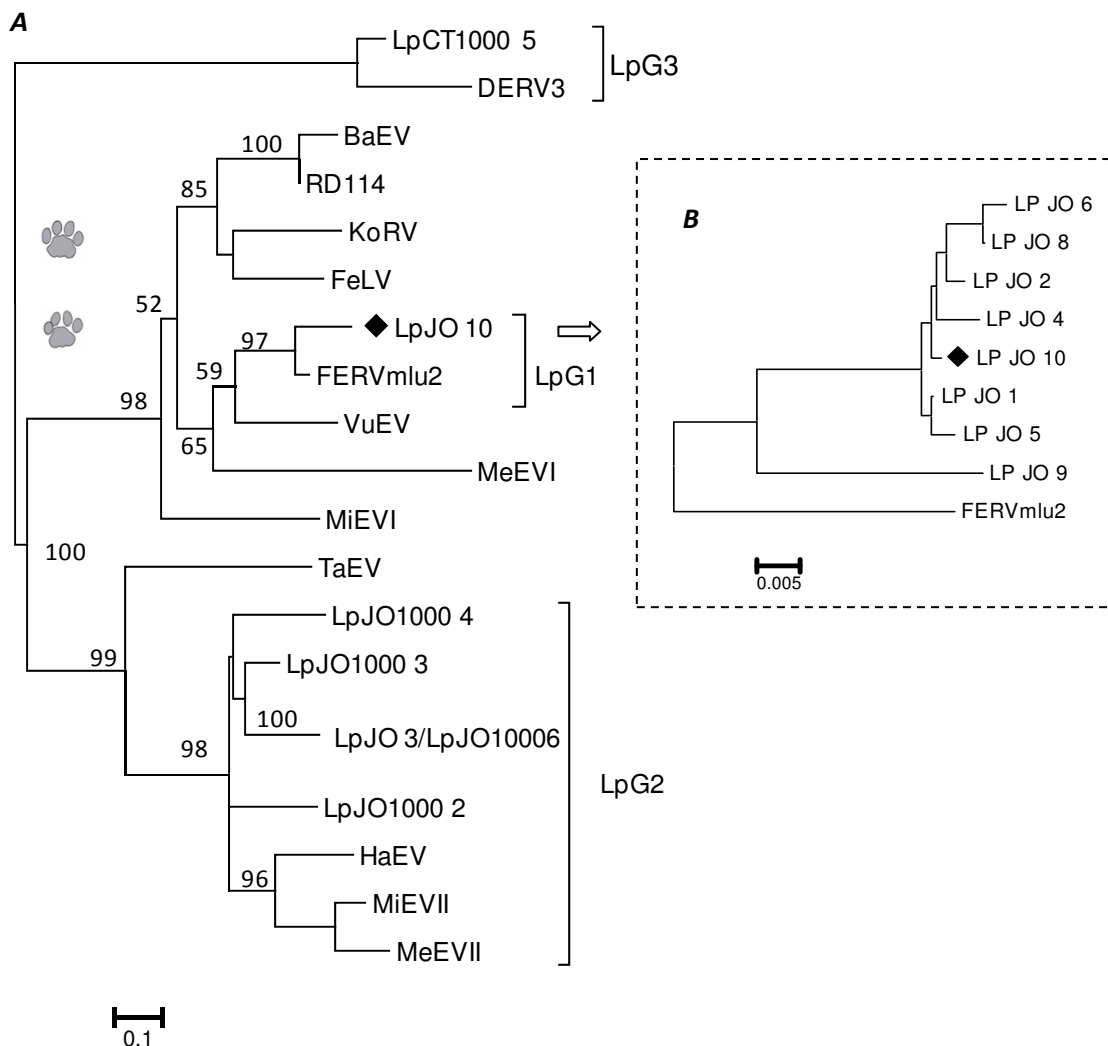 A
LpCT1000 5
DERV3
LpG3
BaEV
100
RD114
85
KoRV
FeLV
52
LpJO 10
97
FERVmlu2
LpG1
59
VuEV
98
65
MeEVI
MiEVI
100
TaEV
LpJO1000 4
99
LpJO1000 3
100
LpJO 3/LpJO10006
98
LpG2
LpJO1000 2
HaEV
96
MiEVII
MeEVII
0.1
B
LP JO 6
LP JO 8
LP JO 2
LP JO 4
LP JO 10
LP JO 1
LP JO 5
LP JO 9
FERVmlu2
0.005